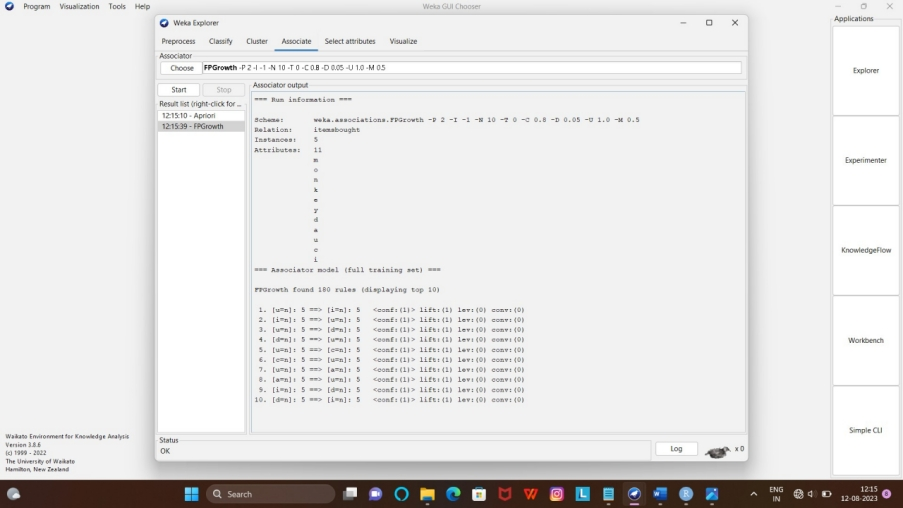 Program Visualization Tools Help
Weka GUI Chooser
Applications
Weka Explorer
Preprocess Classify Cluster Associate Select attributes Visualize
Associator
Choose FPGrowth -P 2 -I -1 -N 10 -T 0 -C 0.8 -D 0.05 -U 1.0 -M 0.5
Start Stop
Result list (right-click for ...
12:15:10 - Apriori
12:15:39 - FPGrowth
Associator output
=== Run information ===
Scheme: weka.associations.FPGrowth -P 2 -I -1 -N 10 -T 0 -C 0.8 -D 0.05 -U 1.0 -M 0.5
Relation: itemsbought
Instances: 5
Attributes: 11
m
o
n
k
e
y
d
a
u
c
i
=== Associator model (full training set) ===
FPGrowth found 180 rules (displaying top 10)
1. [u=n]: 5 ==> [i=n]: 5 <conf:(1)> lift:(1) lev:(0) conv:(0)
2. [i=n]: 5 ==> [u=n]: 5 <conf:(1)> lift:(1) lev:(0) conv:(0)
3. [u=n]: 5 ==> [d=n]: 5 <conf:(1)> lift:(1) lev:(0) conv:(0)
4. [d=n]: 5 ==> [u=n]: 5 <conf:(1)> lift:(1) lev:(0) conv:(0)
5. [u=n]: 5 ==> [c=n]: 5 <conf:(1)> lift:(1) lev:(0) conv:(0)
6. [c=n]: 5 ==> [u=n]: 5 <conf:(1)> lift:(1) lev:(0) conv:(0)
7. [u=n]: 5 ==> [a=n]: 5 <conf:(1)> lift:(1) lev:(0) conv:(0)
8. [a=n]: 5 ==> [u=n]: 5 <conf:(1)> lift:(1) lev:(0) conv:(0)
9. [i=n]: 5 ==> [d=n]: 5 <conf:(1)> lift:(1) lev:(0) conv:(0)
10. [d=n]: 5 ==> [i=n]: 5 <conf:(1)> lift:(1) lev:(0) conv:(0)
Status
OK
Log
x 0
Explorer
Experimenter
KnowledgeFlow
Workbench
Simple CLI
Waikato Environment for Knowledge Analysis
Version 3.8.6
(c) 1999 - 2022
The University of Waikato
Hamilton, New Zealand
Search
ENG
IN
12:15
12-08-2023